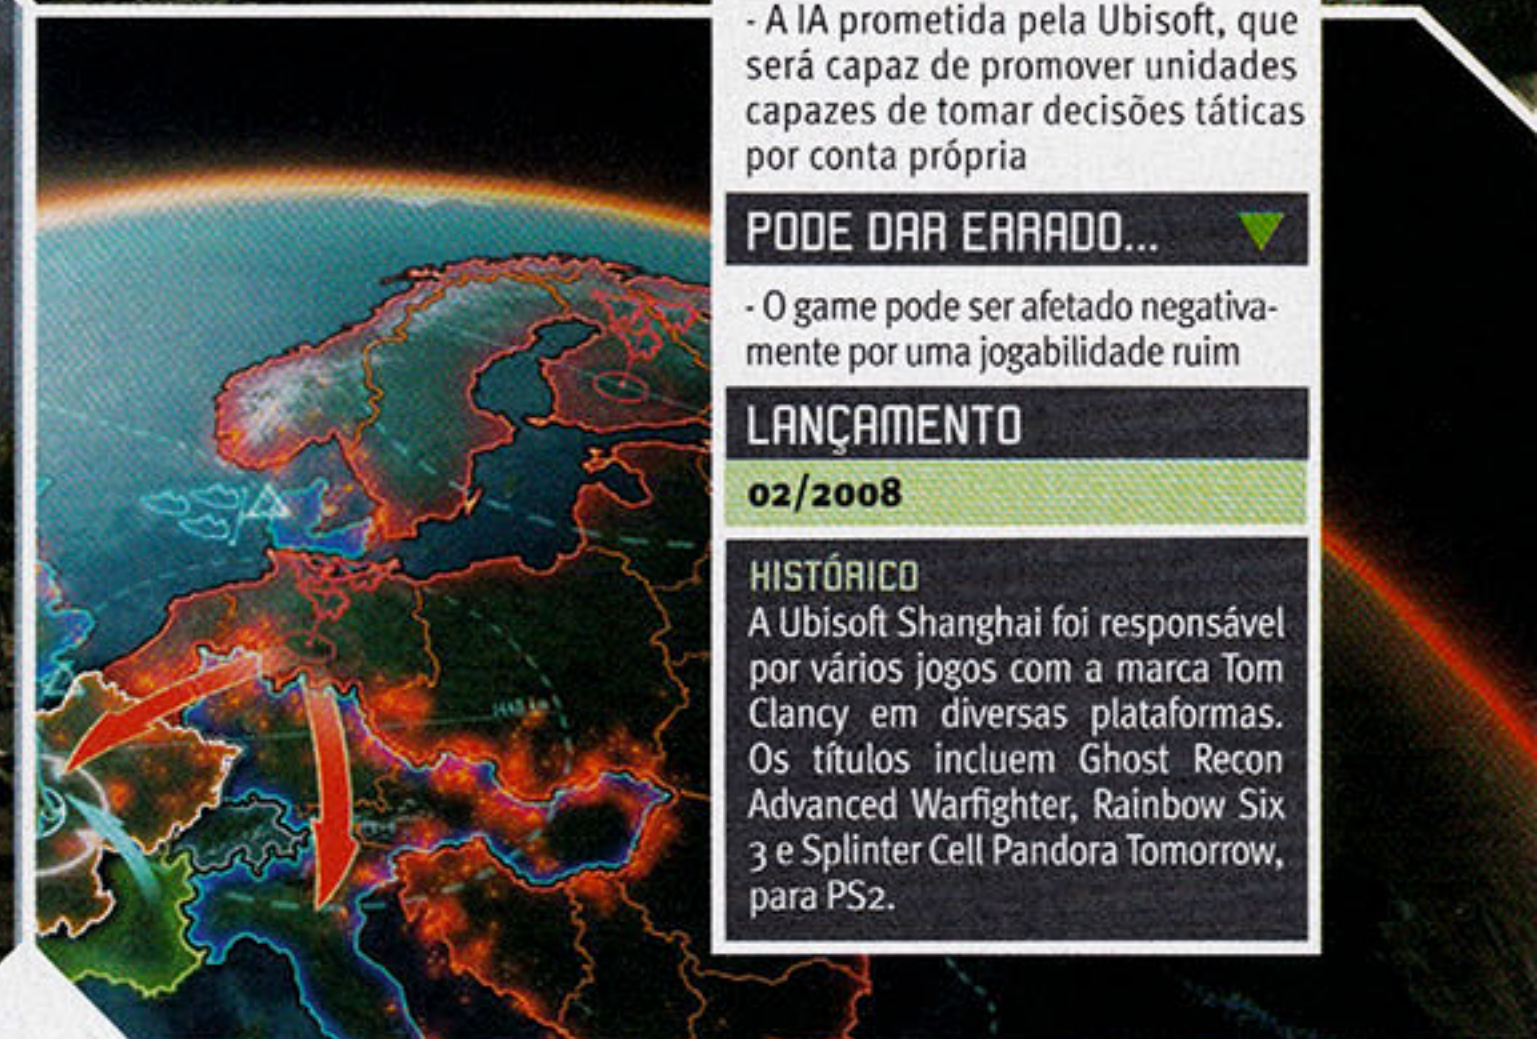 - A IA prometida pela Ubisoft, que
será capaz de promover unidades
capazes de tomar decisões táticas
por conta própria
PODE DAR ERRADO...
- O game pode ser afetado negativa-
mente por uma jogabilidade ruim
LANÇAMENTO
02/2008
HISTÓRICO
A Ubisoft Shanghai foi responsável
por vários jogos com a marca Tom
Clancy em diversas plataformas.
Os títulos incluem Ghost Recon
Advanced Warfighter, Rainbow Six
3 e Splinter Cell Pandora Tomorrow,
para PS2.